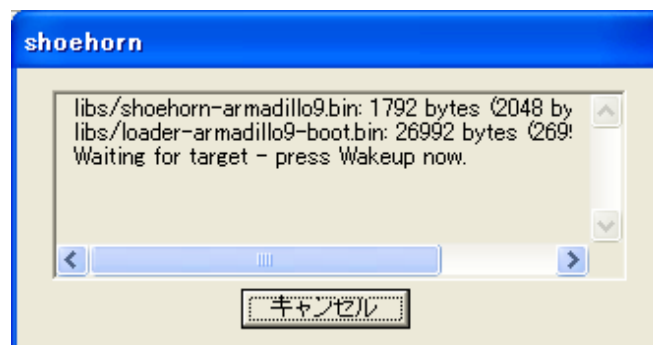 shoehorn
libs/shoehorn-armadillo9.bin: 1792 bytes (2048 by
libs/loader-armadillo9-boot.bin: 26992 bytes (269
Waiting for target - press Wakeup now.
キャンセル